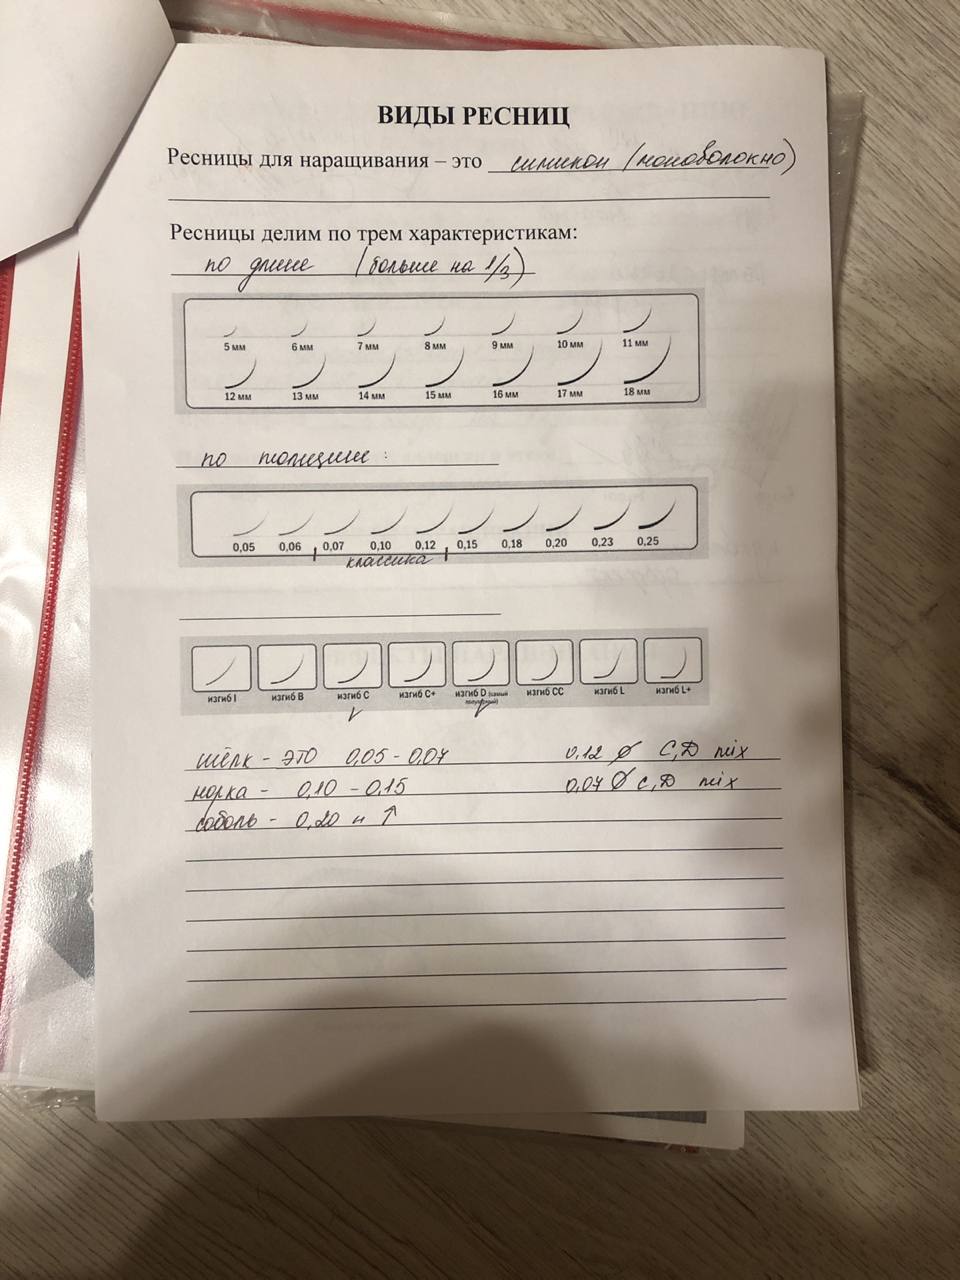 ВИДЫ РЕСНИЦ
Ресницы для наращивания – это силикон (моноволокно)
Ресницы делим по трем характеристикам:
по длине (больше на 1/3)
5 мм 6 мм 7 мм 8 мм 9 мм 10 мм 11 мм
12 мм 13 мм 14 мм 15 мм 16 мм 17 мм 18 мм
по толщине :
0,05 0,06 0,07 0,10 0,12 0,15 0,18 0,20 0,23 0,25
классика
изгиб I изгиб B изгиб C изгиб C+ изгиб D (самый популярный) изгиб CC изгиб L изгиб L+
шёлк - ЭТО 0,05 - 0,07 0.12 ∅ C,D mix
норка - 0,10 - 0,15 0,07 ∅ C,D mix
соболь - 0,20 и ↑